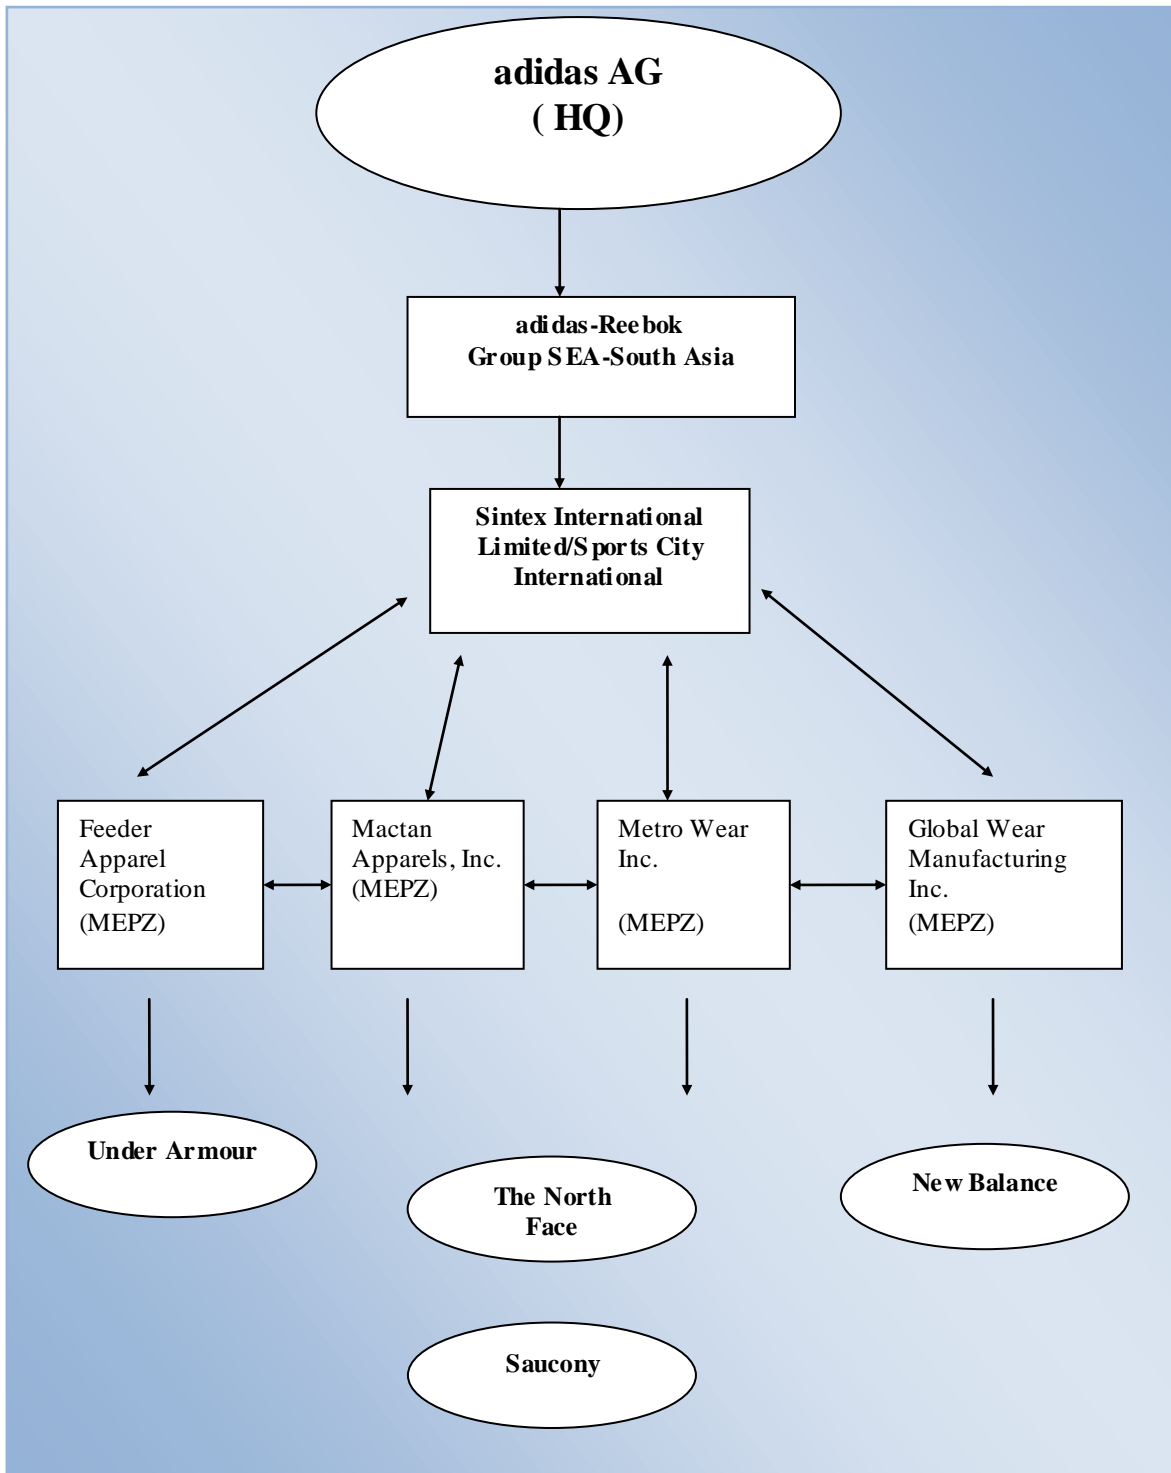 adidas AG
( HQ)
adidas-Reebok
Group SEA-South Asia
Sintex International
Limited/Sports City
International
Feeder
Apparel
Corporation
(MEPZ)
Mactan
Apparels, Inc.
(MEPZ)
Metro Wear
Inc.
(MEPZ)
Global Wear
Manufacturing
Inc.
(MEPZ)
Under Armour
The North
Face
New Balance
Saucony